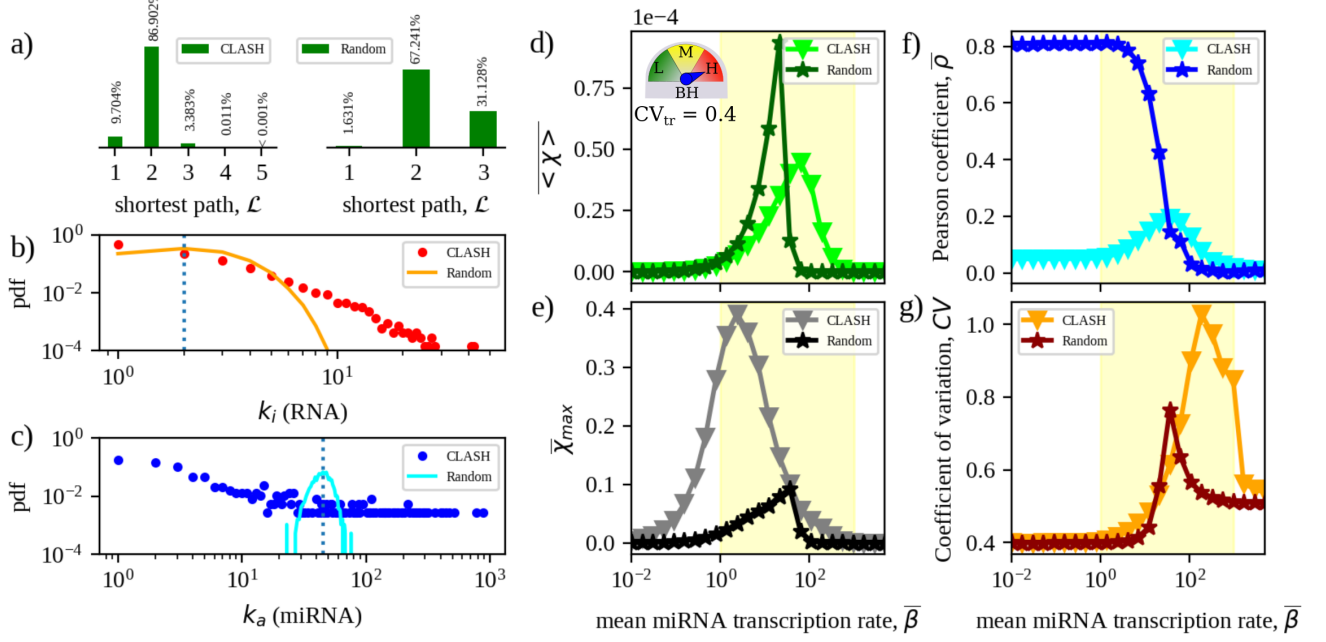 a)
9.704%
86.902%
3.383%
0.011%
< 0.001%
CLASH
1 2 3 4 5
shortest path, ℒ
Random
1.631%
67.241%
31.128%
1 2 3
shortest path, ℒ
b)
pdf
10⁰
10⁻²
10⁻⁴
CLASH
Random
10⁰ 10¹
kᵢ (RNA)
c)
pdf
10⁰
10⁻²
10⁻⁴
CLASH
Random
10⁰ 10¹ 10² 10³
kₐ (miRNA)
d)
1e−4
<χ>
0.75
0.50
0.25
0.00
L M H
BH
CVtr = 0.4
CLASH
Random
e)
χ̅max
0.4
0.3
0.2
0.1
0.0
CLASH
Random
10⁻² 10⁰ 10²
mean miRNA transcription rate, β̅
f)
Pearson coefficient, ρ̅
0.8
0.6
0.4
0.2
0.0
CLASH
Random
g)
Coefficient of variation, CV
1.0
0.8
0.6
0.4
CLASH
Random
10⁻² 10⁰ 10²
mean miRNA transcription rate, β̅